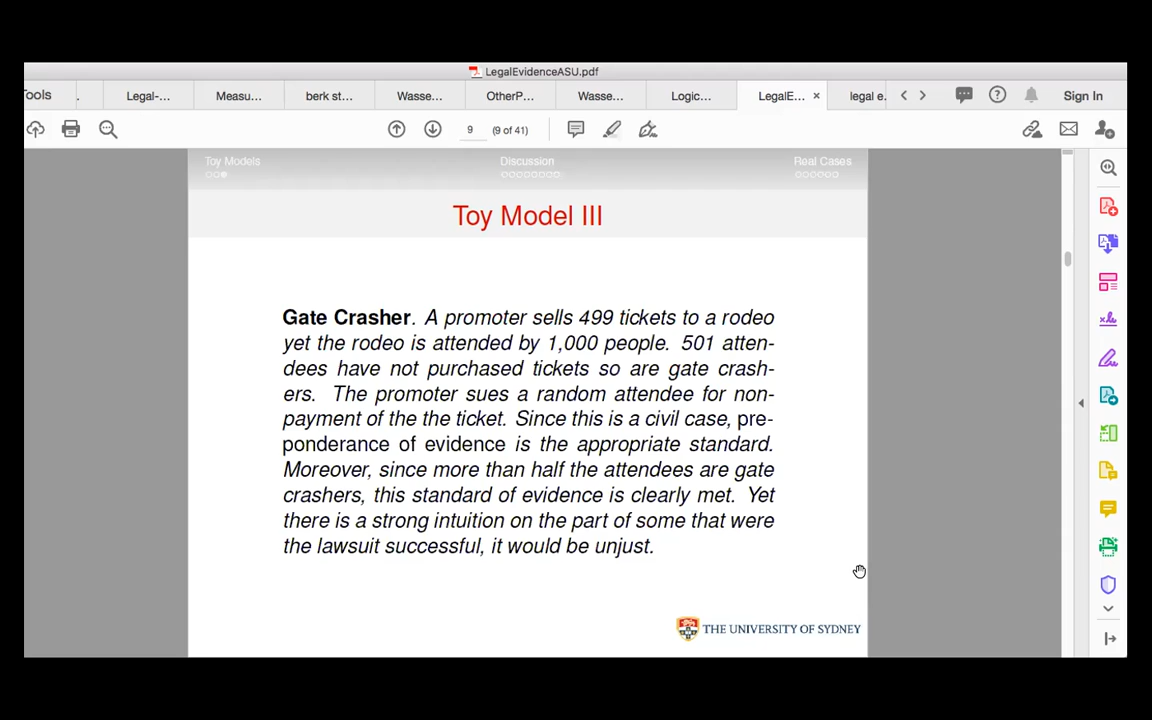 LegalEvidenceASU.pdf
ools . Legal-... Measu... berk st... Wasse... OtherP... Wasse... Logic... LegalE... × legal e. Sign In
9 (9 of 41)
Toy Models Discussion Real Cases
Toy Model III
Gate Crasher. A promoter sells 499 tickets to a rodeo
yet the rodeo is attended by 1,000 people. 501 atten-
dees have not purchased tickets so are gate crash-
ers. The promoter sues a random attendee for non-
payment of the the ticket. Since this is a civil case, pre-
ponderance of evidence is the appropriate standard.
Moreover, since more than half the attendees are gate
crashers, this standard of evidence is clearly met. Yet
there is a strong intuition on the part of some that were
the lawsuit successful, it would be unjust.
THE UNIVERSITY OF SYDNEY